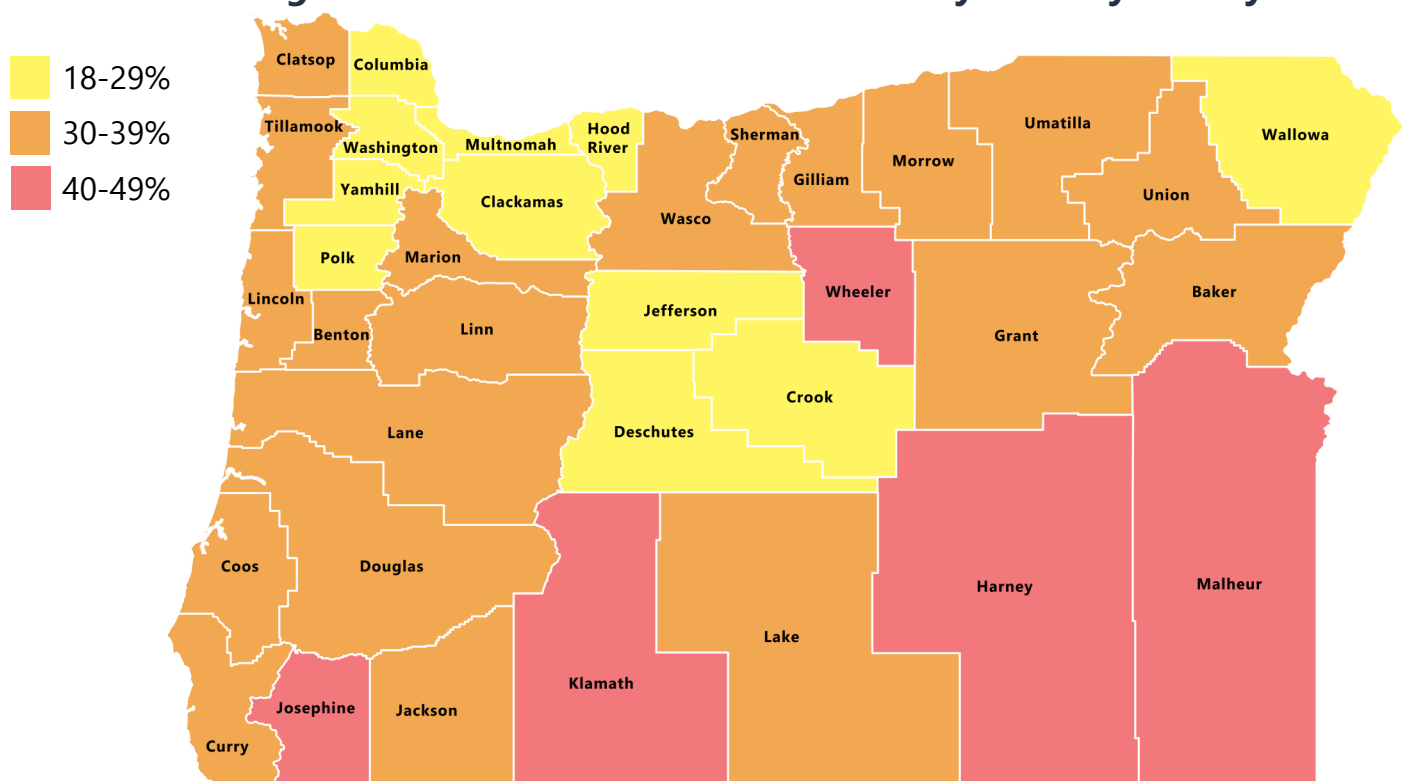 18-29%
30-39%
40-49%
Clatsop
Columbia
Tillamook
Washington
Multnomah
Hood
River
Sherman
Umatilla
Wallowa
Yamhill
Clackamas
Gilliam
Morrow
Union
Wasco
Polk
Marion
Lincoln
Jefferson
Wheeler
Baker
Benton
Linn
Grant
Crook
Lane
Deschutes
Coos
Douglas
Harney
Malheur
Lake
Klamath
Josephine
Jackson
Curry